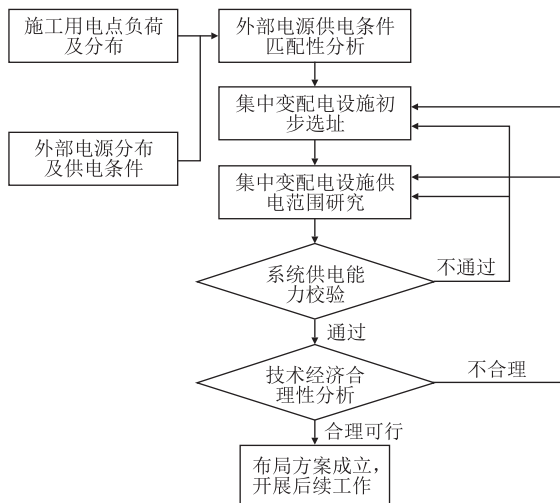 施工用电点负荷
及分布
外部电源供电条件
匹配性分析
集中变配电设施初
步选址
外部电源分布
及供电条件
集中变配电设施供
电范围研究
系统供电能
力校验
不通过
通过
技术经济合
理性分析
不合理
合理可行
布局方案成立，
开展后续工作